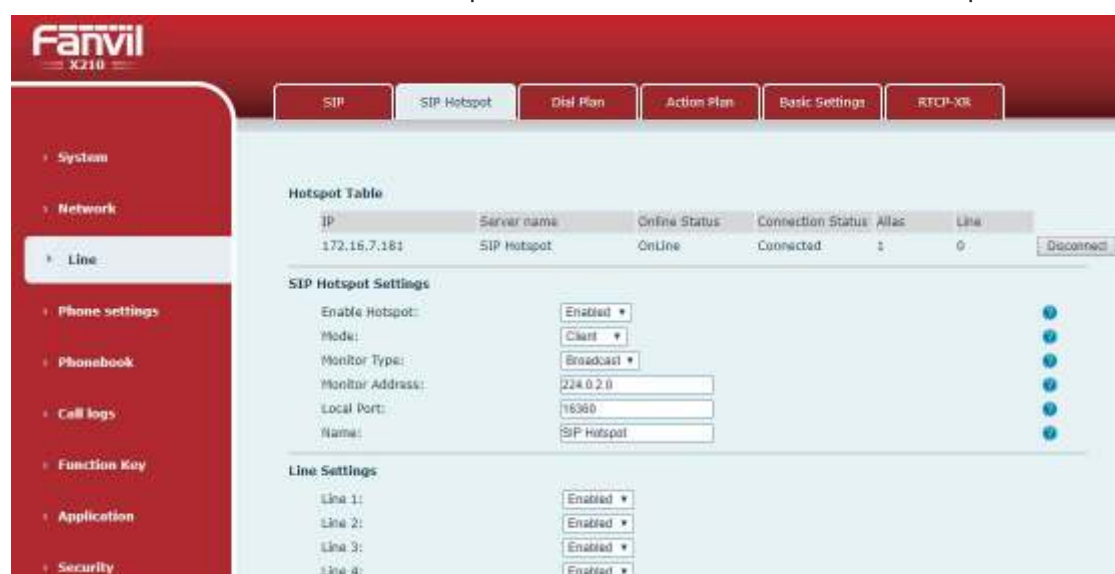 Fanvil
X210
SIP
SIP Hotspot
Dial Plan
Action Plan
Basic Settings
RTCP-XR
System
Network
Line
Phone settings
Phonebook
Call logs
Function Key
Application
Security
Hotspot Table
IP Server name Online Status Connection Status Alias Line
172.16.7.181 SIP Hotspot OnLine Connected 1 0 Disconnect
SIP Hotspot Settings
Enable Hotspot: Enabled
Mode: Client
Monitor Type: Broadcast
Monitor Address: 224.0.2.0
Local Port: 16360
Name: SIP Hotspot
Line Settings
Line 1: Enabled
Line 2: Enabled
Line 3: Enabled
Line 4: Enabled